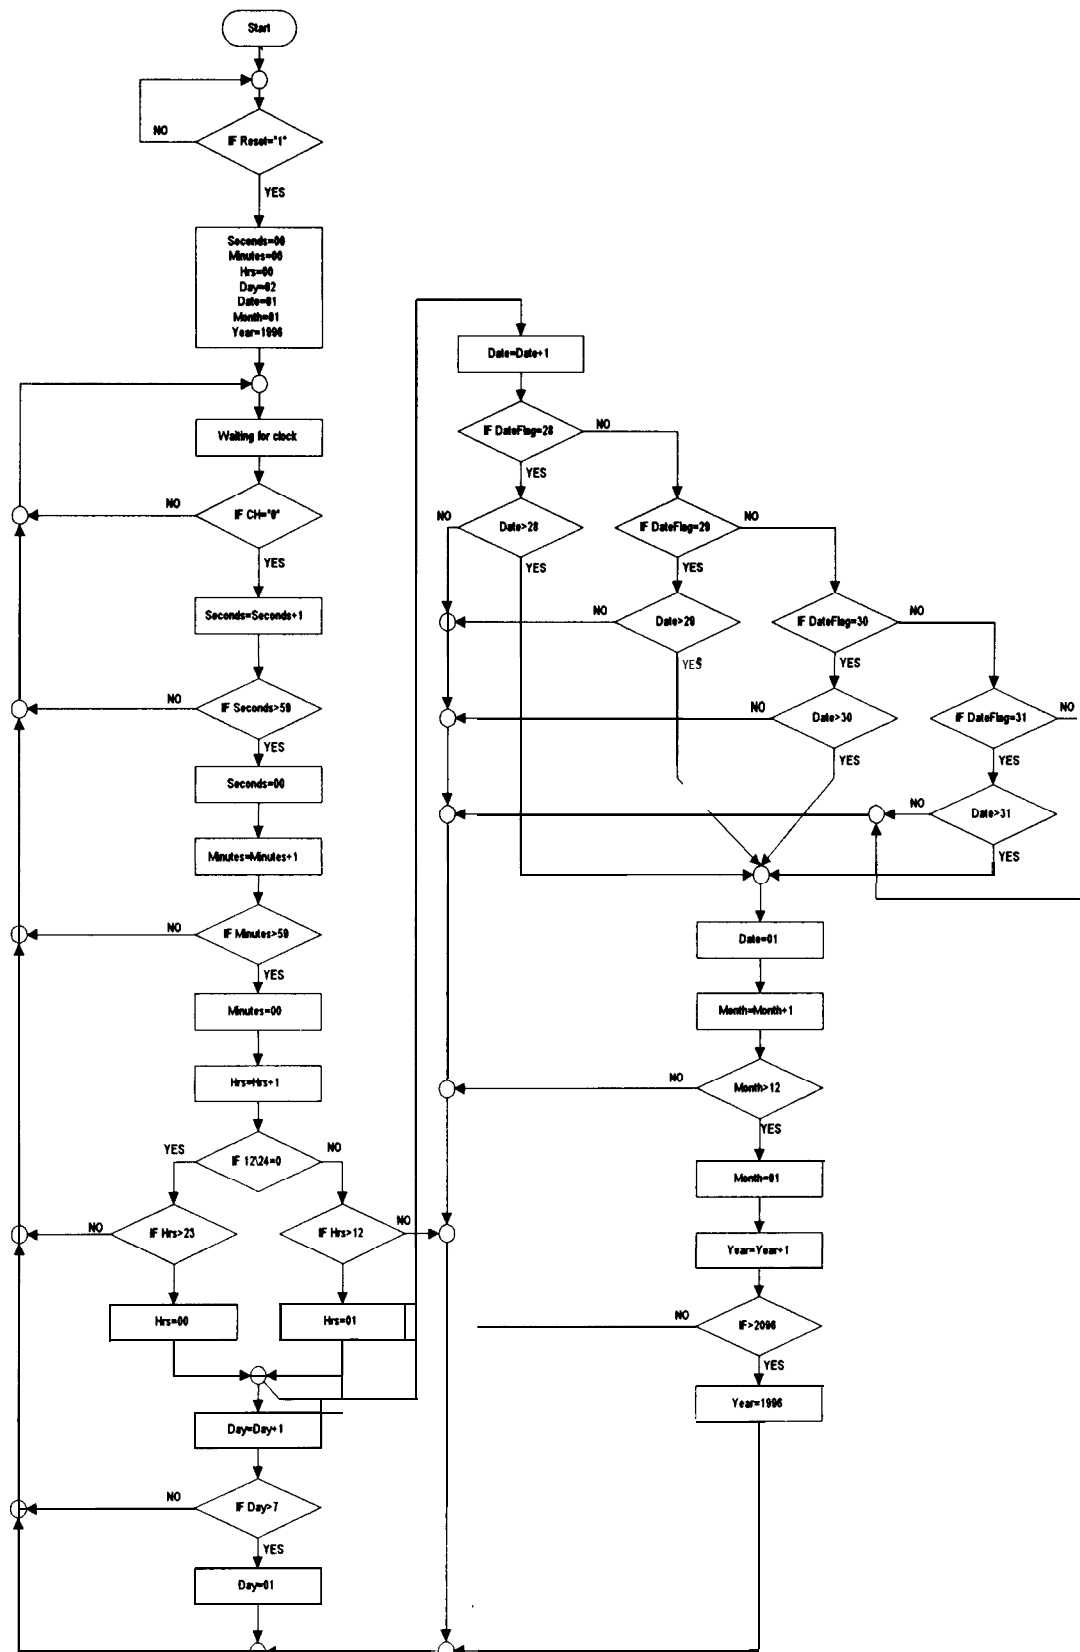 Start
IF Reset="1"
NO
YES
Seconds=00
Minutes=00
Hrs=00
Day=02
Date=01
Month=01
Year=1996
Waiting for clock
IF CH="0"
NO
YES
Seconds=Seconds+1
IF Seconds>59
NO
YES
Seconds=00
Minutes=Minutes+1
IF Minutes>59
NO
YES
Minutes=00
Hrs=Hrs+1
IF 12\24=0
YES
NO
IF Hrs>23
NO
IF Hrs>12
NO
Hrs=00
Hrs=01
Day=Day+1
IF Day>7
NO
YES
Day=01
Date=Date+1
IF DateFlag=28
NO
YES
Date>28
NO
YES
IF DateFlag=29
NO
YES
Date>29
NO
YES
IF DateFlag=30
NO
YES
Date>30
NO
YES
IF DateFlag=31
NO
YES
Date>31
NO
YES
Date=01
Month=Month+1
Month>12
NO
YES
Month=01
Year=Year+1
IF>2096
NO
YES
Year=1996